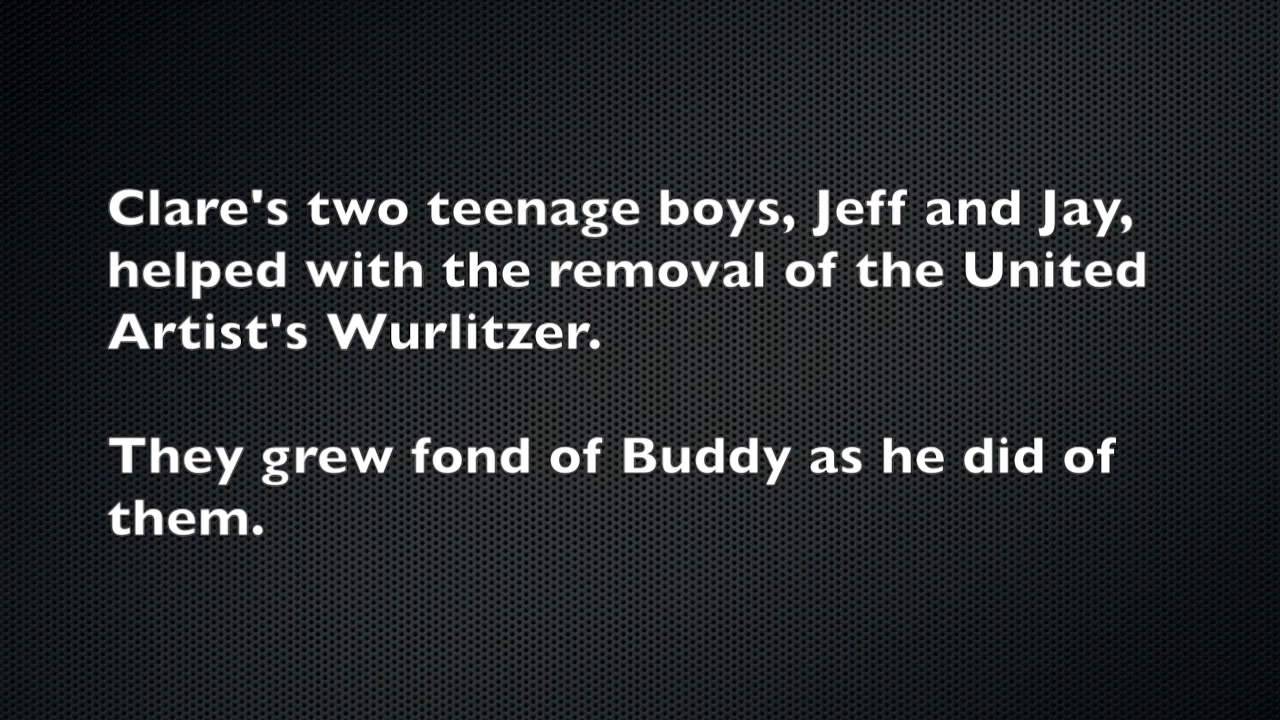 Clare's two teenage boys, Jeff and Jay,
helped with the removal of the United
Artist's Wurlitzer.
They grew fond of Buddy as he did of
them.